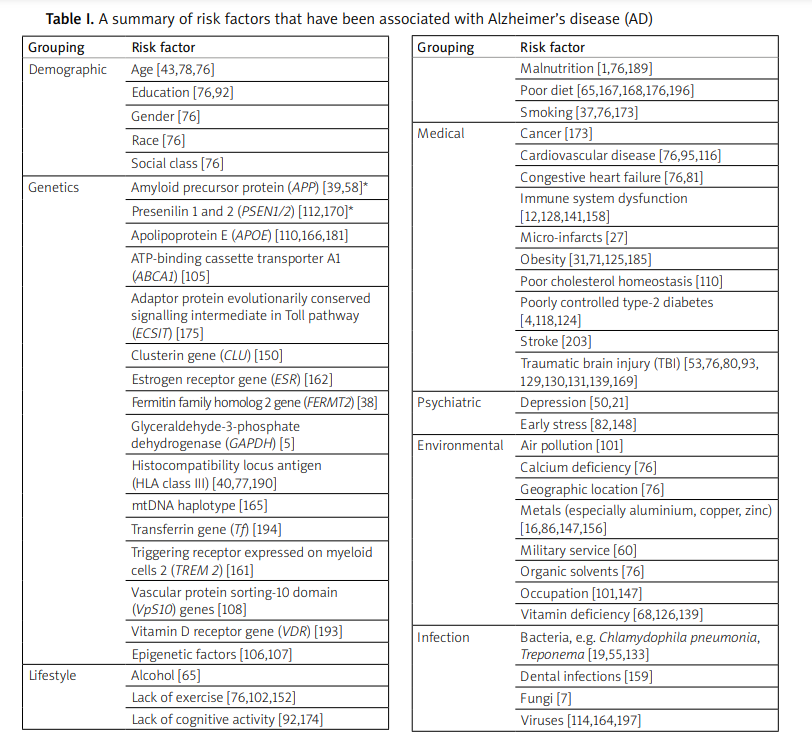 Table I. A summary of risk factors that have been associated with Alzheimer's disease (AD)
Grouping Risk factor
Demographic Age [43,78,76]
Education [76,92]
Gender [76]
Race [76]
Social class [76]
Genetics Amyloid precursor protein (APP) [39,58]*
Presenilin 1 and 2 (PSEN1/2) [112,170]*
Apolipoprotein E (APOE) [110,166,181]
ATP-binding cassette transporter A1
(ABCA1) [105]
Adaptor protein evolutionarily conserved
signalling intermediate in Toll pathway
(ECSIT) [175]
Clusterin gene (CLU) [150]
Estrogen receptor gene (ESR) [162]
Fermitin family homolog 2 gene (FERMT2) [38]
Glyceraldehyde-3-phosphate
dehydrogenase (GAPDH) [5]
Histocompatibility locus antigen
(HLA class III) [40,77,190]
mtDNA haplotype [165]
Transferrin gene (Tf) [194]
Triggering receptor expressed on myeloid
cells 2 (TREM 2) [161]
Vascular protein sorting-10 domain
(VpS10) genes [108]
Vitamin D receptor gene (VDR) [193]
Epigenetic factors [106,107]
Lifestyle Alcohol [65]
Lack of exercise [76,102,152]
Lack of cognitive activity [92,174]
Grouping Risk factor
Malnutrition [1,76,189]
Poor diet [65,167,168,176,196]
Smoking [37,76,173]
Medical Cancer [173]
Cardiovascular disease [76,95,116]
Congestive heart failure [76,81]
Immune system dysfunction
[12,128,141,158]
Micro-infarcts [27]
Obesity [31,71,125,185]
Poor cholesterol homeostasis [110]
Poorly controlled type-2 diabetes
[4,118,124]
Stroke [203]
Traumatic brain injury (TBI) [53,76,80,93,
129,130,131,139,169]
Psychiatric Depression [50,21]
Early stress [82,148]
Environmental Air pollution [101]
Calcium deficiency [76]
Geographic location [76]
Metals (especially aluminium, copper, zinc)
[16,86,147,156]
Military service [60]
Organic solvents [76]
Occupation [101,147]
Vitamin deficiency [68,126,139]
Infection Bacteria, e.g. Chlamydophila pneumonia,
Treponema [19,55,133]
Dental infections [159]
Fungi [7]
Viruses [114,164,197]